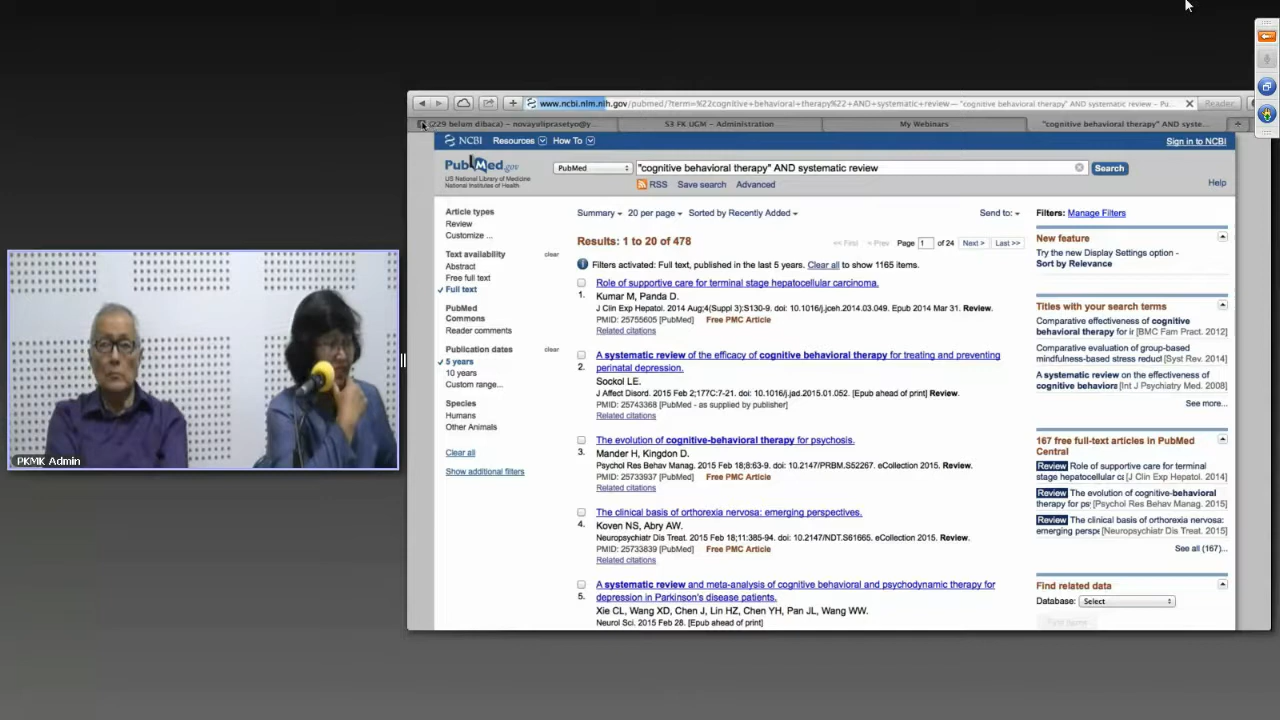 www.ncbi.nlm.nih.gov/pubmed/?term=%22cognitive+behavioral+therapy%22+AND+systematic+review — "cognitive behavioral therapy" AND systematic review – Pu...
Reader
(229 belum dibaca) – novayuliprasetyo@y...
S3 FK UGM – Administration
My Webinars
"cognitive behavioral therapy" AND syste...
NCBI
Resources
How To
Sign in to NCBI
PubMed.gov
US National Library of Medicine
National Institutes of Health
PubMed
"cognitive behavioral therapy" AND systematic review
Search
RSS
Save search
Advanced
Help
Article types
Review
Customize ...
Text availability
clear
Abstract
Free full text
Full text
PubMed
Commons
Reader comments
Publication dates
clear
5 years
10 years
Custom range...
Species
Humans
Other Animals
Clear all
Show additional filters
Summary
20 per page
Sorted by Recently Added
Send to:
Results: 1 to 20 of 478
<< First
< Prev
Page 1 of 24
Next >
Last >>
Filters activated: Full text, published in the last 5 years. Clear all to show 1165 items.
Role of supportive care for terminal stage hepatocellular carcinoma.
1. Kumar M, Panda D.
J Clin Exp Hepatol. 2014 Aug;4(Suppl 3):S130-9. doi: 10.1016/j.jceh.2014.03.049. Epub 2014 Mar 31. Review.
PMID: 25755605 [PubMed] Free PMC Article
Related citations
A systematic review of the efficacy of cognitive behavioral therapy for treating and preventing
2. perinatal depression.
Sockol LE.
J Affect Disord. 2015 Feb 2;177C:7-21. doi: 10.1016/j.jad.2015.01.052. [Epub ahead of print] Review.
PMID: 25743368 [PubMed - as supplied by publisher]
Related citations
The evolution of cognitive-behavioral therapy for psychosis.
3. Mander H, Kingdon D.
Psychol Res Behav Manag. 2015 Feb 18;8:63-9. doi: 10.2147/PRBM.S52267. eCollection 2015. Review.
PMID: 25733937 [PubMed] Free PMC Article
Related citations
The clinical basis of orthorexia nervosa: emerging perspectives.
4. Koven NS, Abry AW.
Neuropsychiatr Dis Treat. 2015 Feb 18;11:385-94. doi: 10.2147/NDT.S61665. eCollection 2015. Review.
PMID: 25733839 [PubMed] Free PMC Article
Related citations
A systematic review and meta-analysis of cognitive behavioral and psychodynamic therapy for
5. depression in Parkinson's disease patients.
Xie CL, Wang XD, Chen J, Lin HZ, Chen YH, Pan JL, Wang WW.
Neurol Sci. 2015 Feb 28. [Epub ahead of print]
Filters: Manage Filters
New feature
Try the new Display Settings option -
Sort by Relevance
Titles with your search terms
Comparative effectiveness of cognitive
behavioral therapy for ir [BMC Fam Pract. 2012]
Comparative evaluation of group-based
mindfulness-based stress reduct [Syst Rev. 2014]
A systematic review on the effectiveness of
cognitive behaviora [Int J Psychiatry Med. 2008]
See more...
167 free full-text articles in PubMed
Central
Review Role of supportive care for terminal
stage hepatocellular ca [J Clin Exp Hepatol. 2014]
Review The evolution of cognitive-behavioral
therapy for ps [Psychol Res Behav Manag. 2015]
Review The clinical basis of orthorexia nervosa:
emerging perspe [Neuropsychiatr Dis Treat. 2015]
See all (167)...
Find related data
Database: Select
PKMK Admin